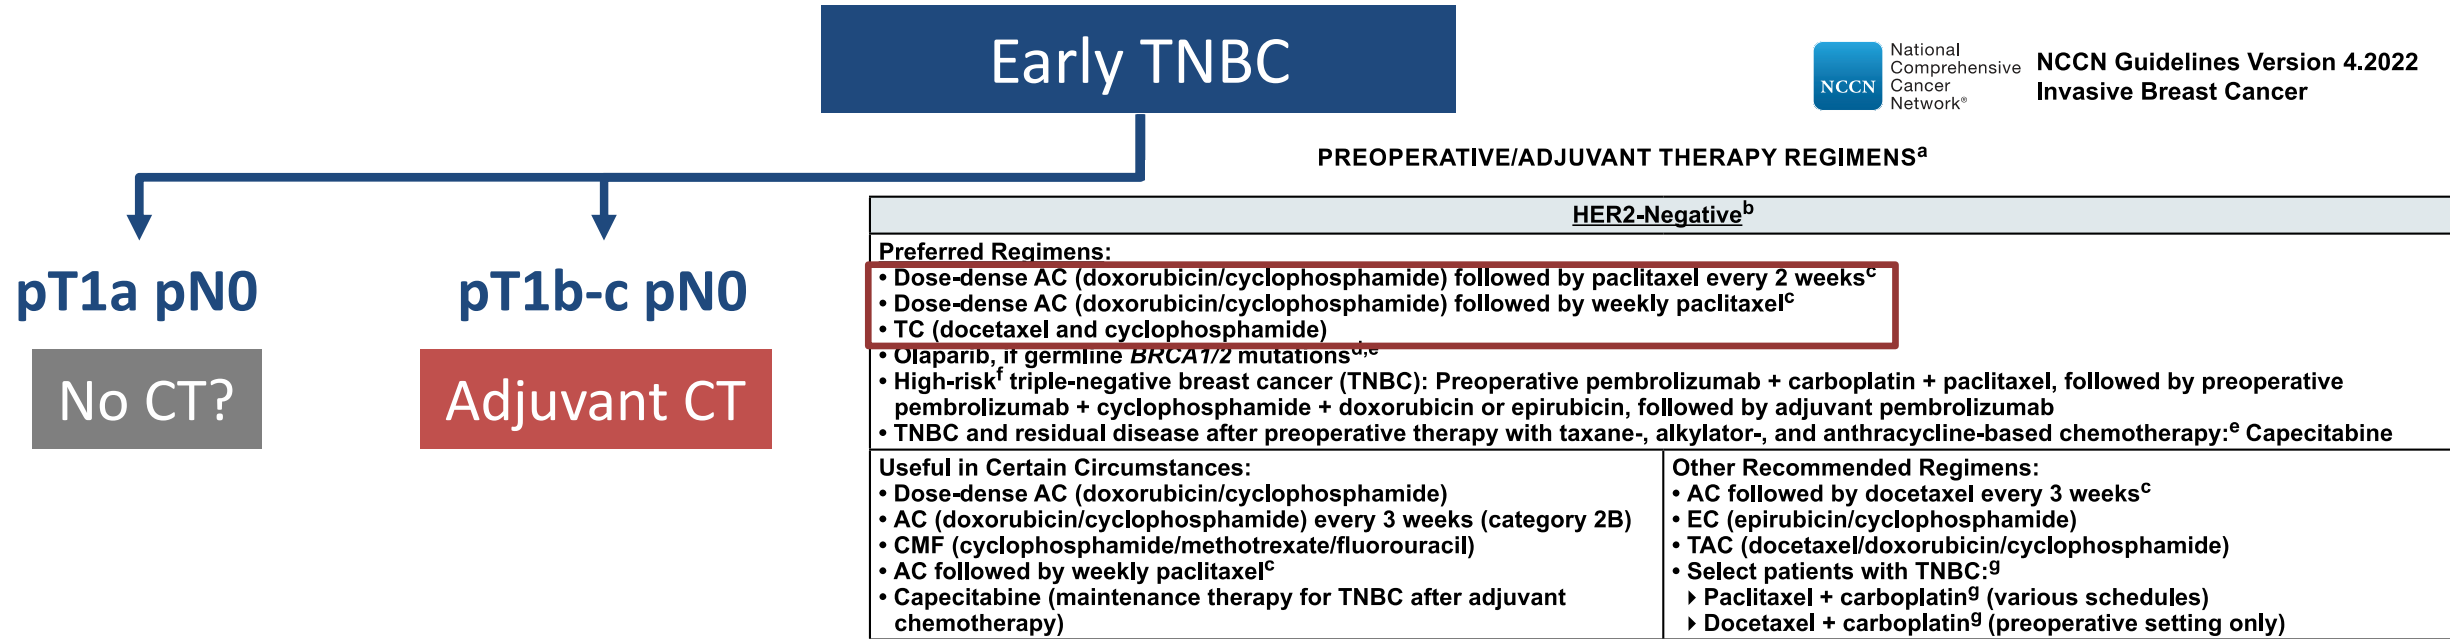 Early TNBC
NCCN
National
Comprehensive
Cancer
Network®
NCCN Guidelines Version 4.2022
Invasive Breast Cancer
PREOPERATIVE/ADJUVANT THERAPY REGIMENSa
pT1a pN0
No CT?
pT1b-c pN0
Adjuvant CT
HER2-Negativeb
Preferred Regimens:
• Dose-dense AC (doxorubicin/cyclophosphamide) followed by paclitaxel every 2 weeksc
• Dose-dense AC (doxorubicin/cyclophosphamide) followed by weekly paclitaxelc
• TC (docetaxel and cyclophosphamide)
• Olaparib, if germline BRCA1/2 mutationsd,e
• High-riskf triple-negative breast cancer (TNBC): Preoperative pembrolizumab + carboplatin + paclitaxel, followed by preoperative
pembrolizumab + cyclophosphamide + doxorubicin or epirubicin, followed by adjuvant pembrolizumab
• TNBC and residual disease after preoperative therapy with taxane-, alkylator-, and anthracycline-based chemotherapy:e Capecitabine
Useful in Certain Circumstances:
• Dose-dense AC (doxorubicin/cyclophosphamide)
• AC (doxorubicin/cyclophosphamide) every 3 weeks (category 2B)
• CMF (cyclophosphamide/methotrexate/fluorouracil)
• AC followed by weekly paclitaxelc
• Capecitabine (maintenance therapy for TNBC after adjuvant
chemotherapy)
Other Recommended Regimens:
• AC followed by docetaxel every 3 weeksc
• EC (epirubicin/cyclophosphamide)
• TAC (docetaxel/doxorubicin/cyclophosphamide)
• Select patients with TNBC:g
▸ Paclitaxel + carboplating (various schedules)
▸ Docetaxel + carboplating (preoperative setting only)